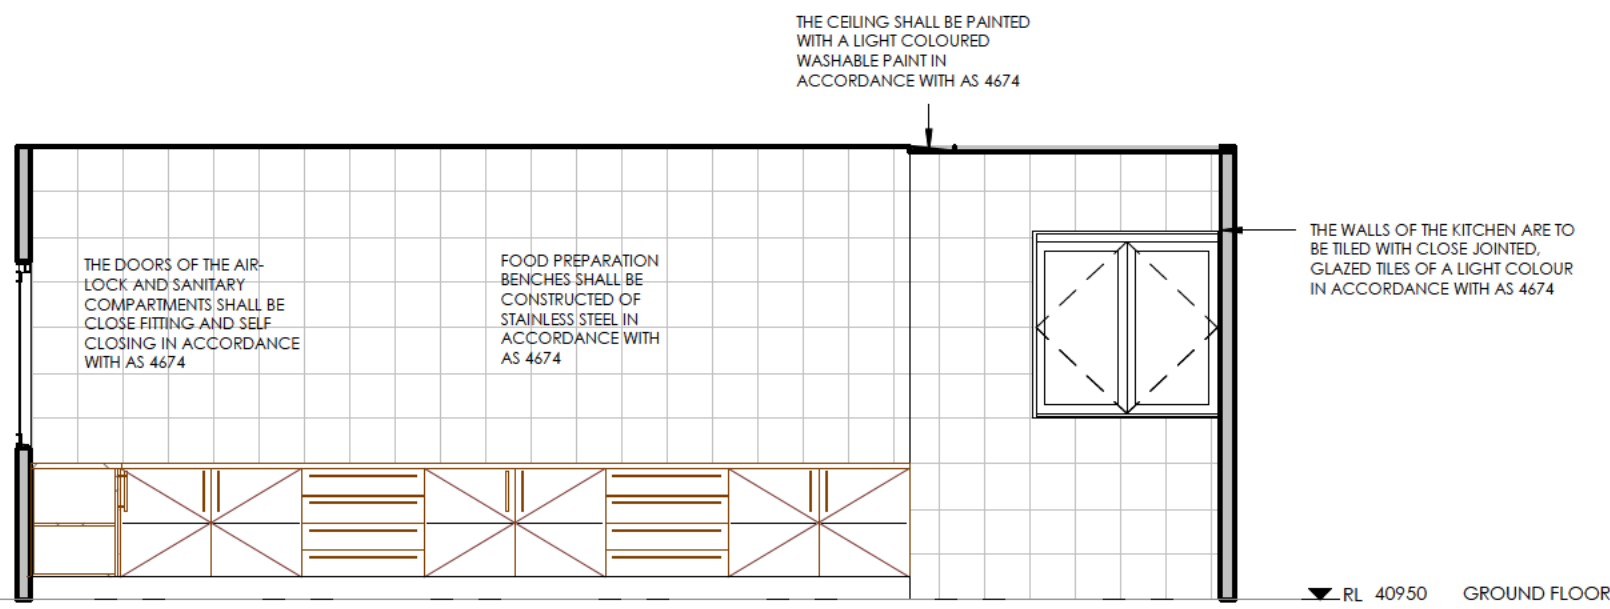 THE CEILING SHALL BE PAINTED
WITH A LIGHT COLOURED
WASHABLE PAINT IN
ACCORDANCE WITH AS 4674
THE DOORS OF THE AIR-
LOCK AND SANITARY
COMPARTMENTS SHALL BE
CLOSE FITTING AND SELF
CLOSING IN ACCORDANCE
WITH AS 4674
FOOD PREPARATION
BENCHES SHALL BE
CONSTRUCTED OF
STAINLESS STEEL IN
ACCORDANCE WITH
AS 4674
THE WALLS OF THE KITCHEN ARE TO
BE TILED WITH CLOSE JOINTED,
GLAZED TILES OF A LIGHT COLOUR
IN ACCORDANCE WITH AS 4674
RL 40950 GROUND FLOOR